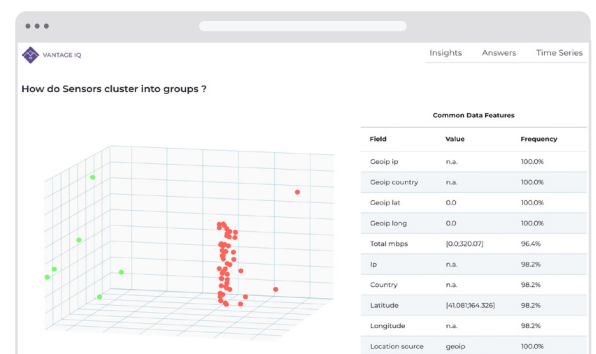 VANTAGE IQ
Insights Answers Time Series
How do Sensors cluster into groups ?
Common Data Features
Field Value Frequency
Geoip ip n.a. 100.0%
Geoip country n.a. 100.0%
Geoip lat 0.0 100.0%
Geoip long 0.0 100.0%
Total mbps [0.0;320.07] 96.4%
Ip n.a. 98.2%
Country n.a. 98.2%
Latitude [41.081;164.326] 98.2%
Longitude n.a. 98.2%
Location source geoip 100.0%